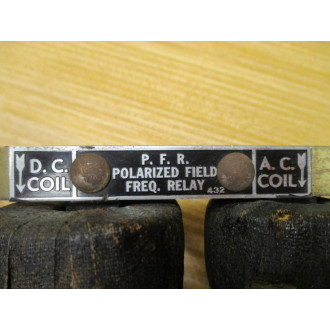 D. C.
COIL
P. F. R.
POLARIZED FIELD
FREQ. RELAY 432
A. C.
COIL